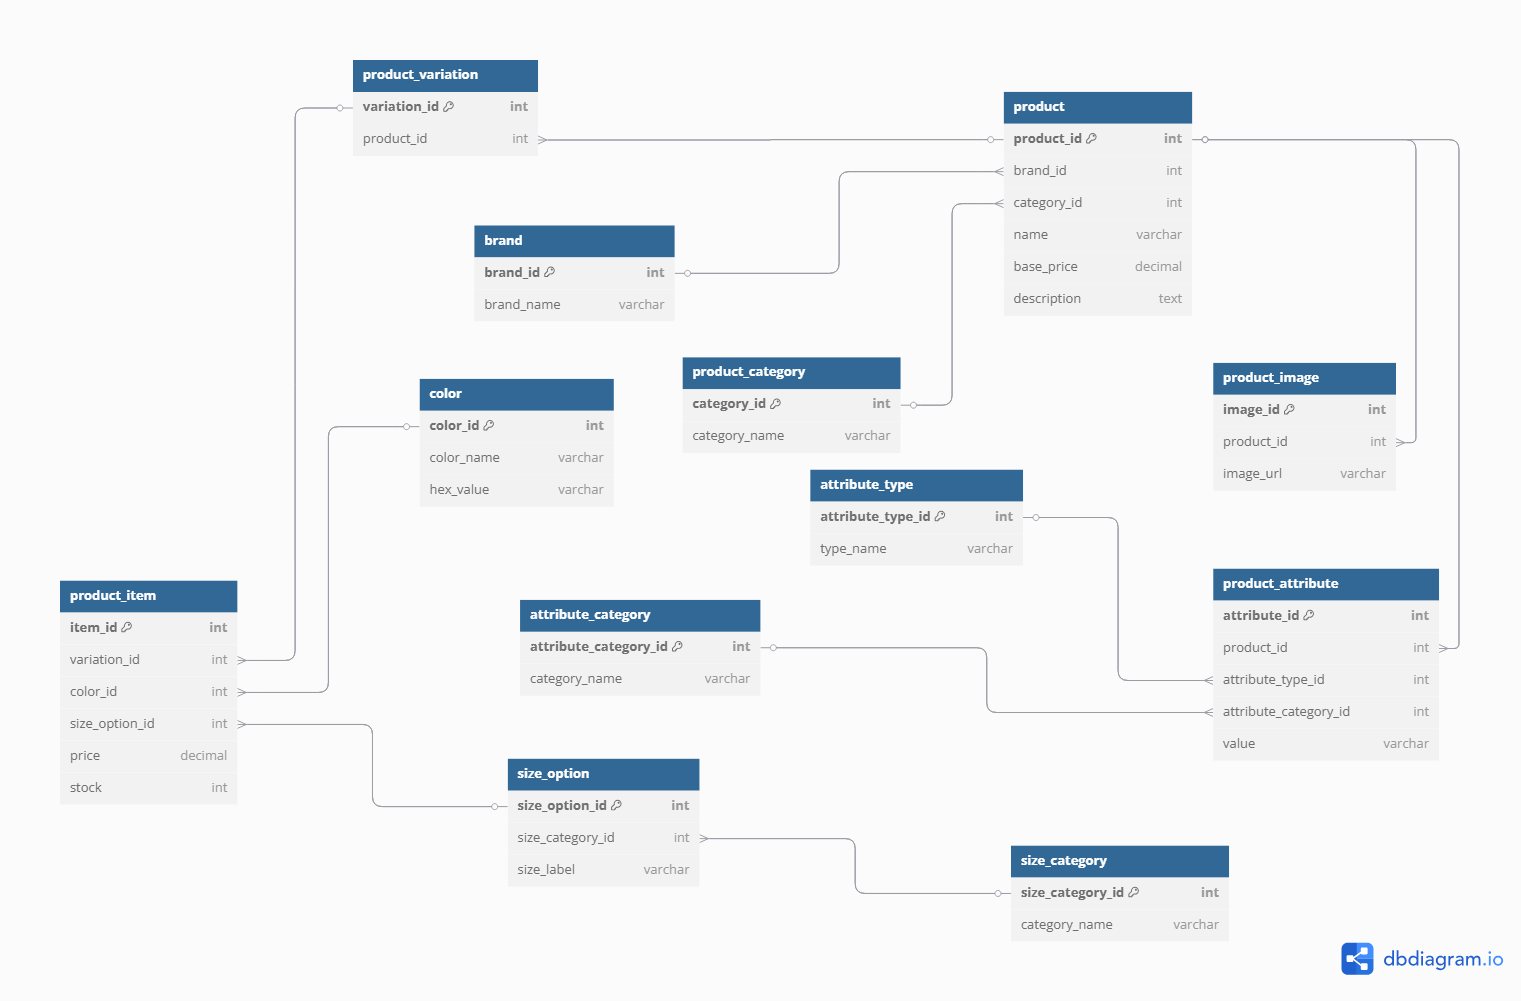 product_variation
variation_id int
product_id int
product
product_id int
brand_id int
category_id int
name varchar
base_price decimal
description text
brand
brand_id int
brand_name varchar
product_category
category_id int
category_name varchar
product_image
image_id int
product_id int
image_url varchar
color
color_id int
color_name varchar
hex_value varchar
attribute_type
attribute_type_id int
type_name varchar
product_item
item_id int
variation_id int
color_id int
size_option_id int
price decimal
stock int
attribute_category
attribute_category_id int
category_name varchar
product_attribute
attribute_id int
product_id int
attribute_type_id int
attribute_category_id int
value varchar
size_option
size_option_id int
size_category_id int
size_label varchar
size_category
size_category_id int
category_name varchar
dbdiagram.io